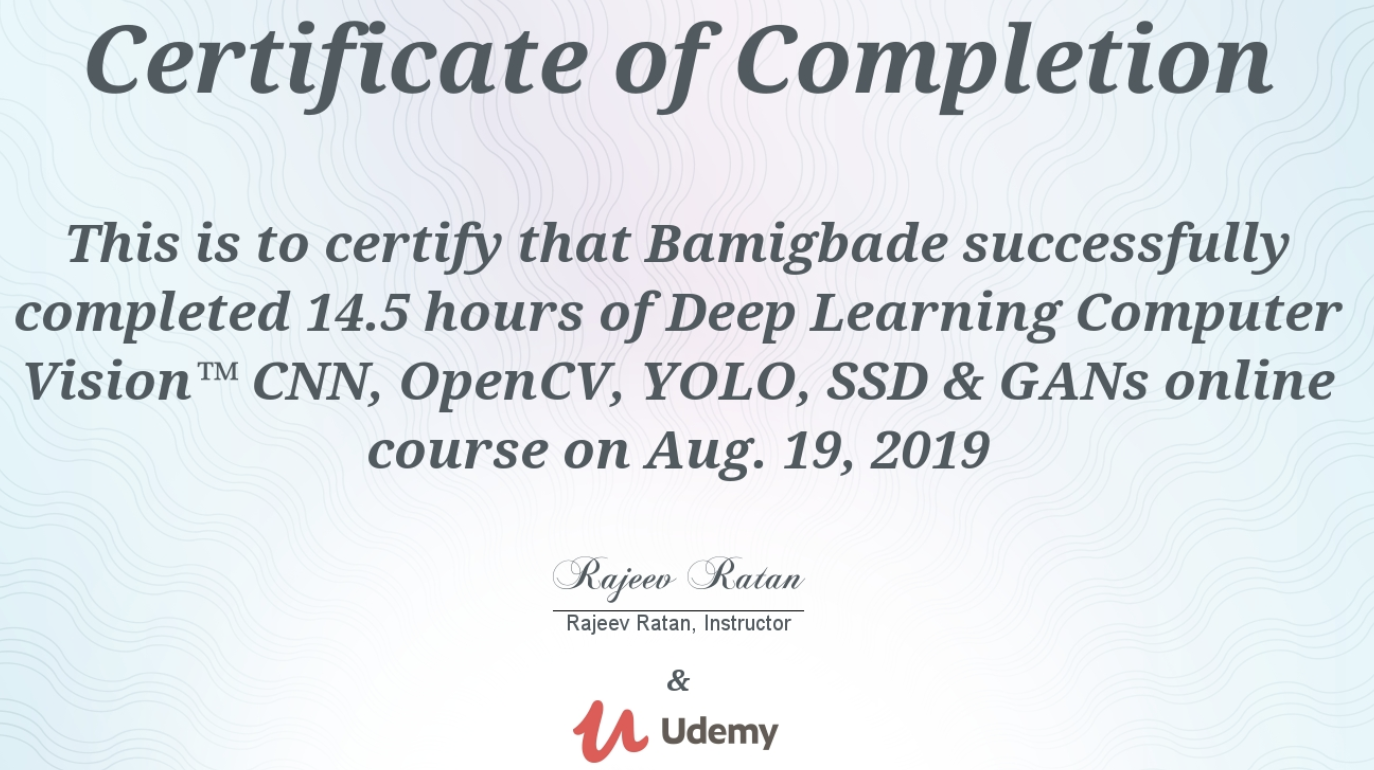 Certificate of Completion
This is to certify that Bamigbade successfully
completed 14.5 hours of Deep Learning Computer
Vision™ CNN, OpenCV, YOLO, SSD & GANs online
course on Aug. 19, 2019
Rajeev Ratan
Rajeev Ratan, Instructor
&
Udemy